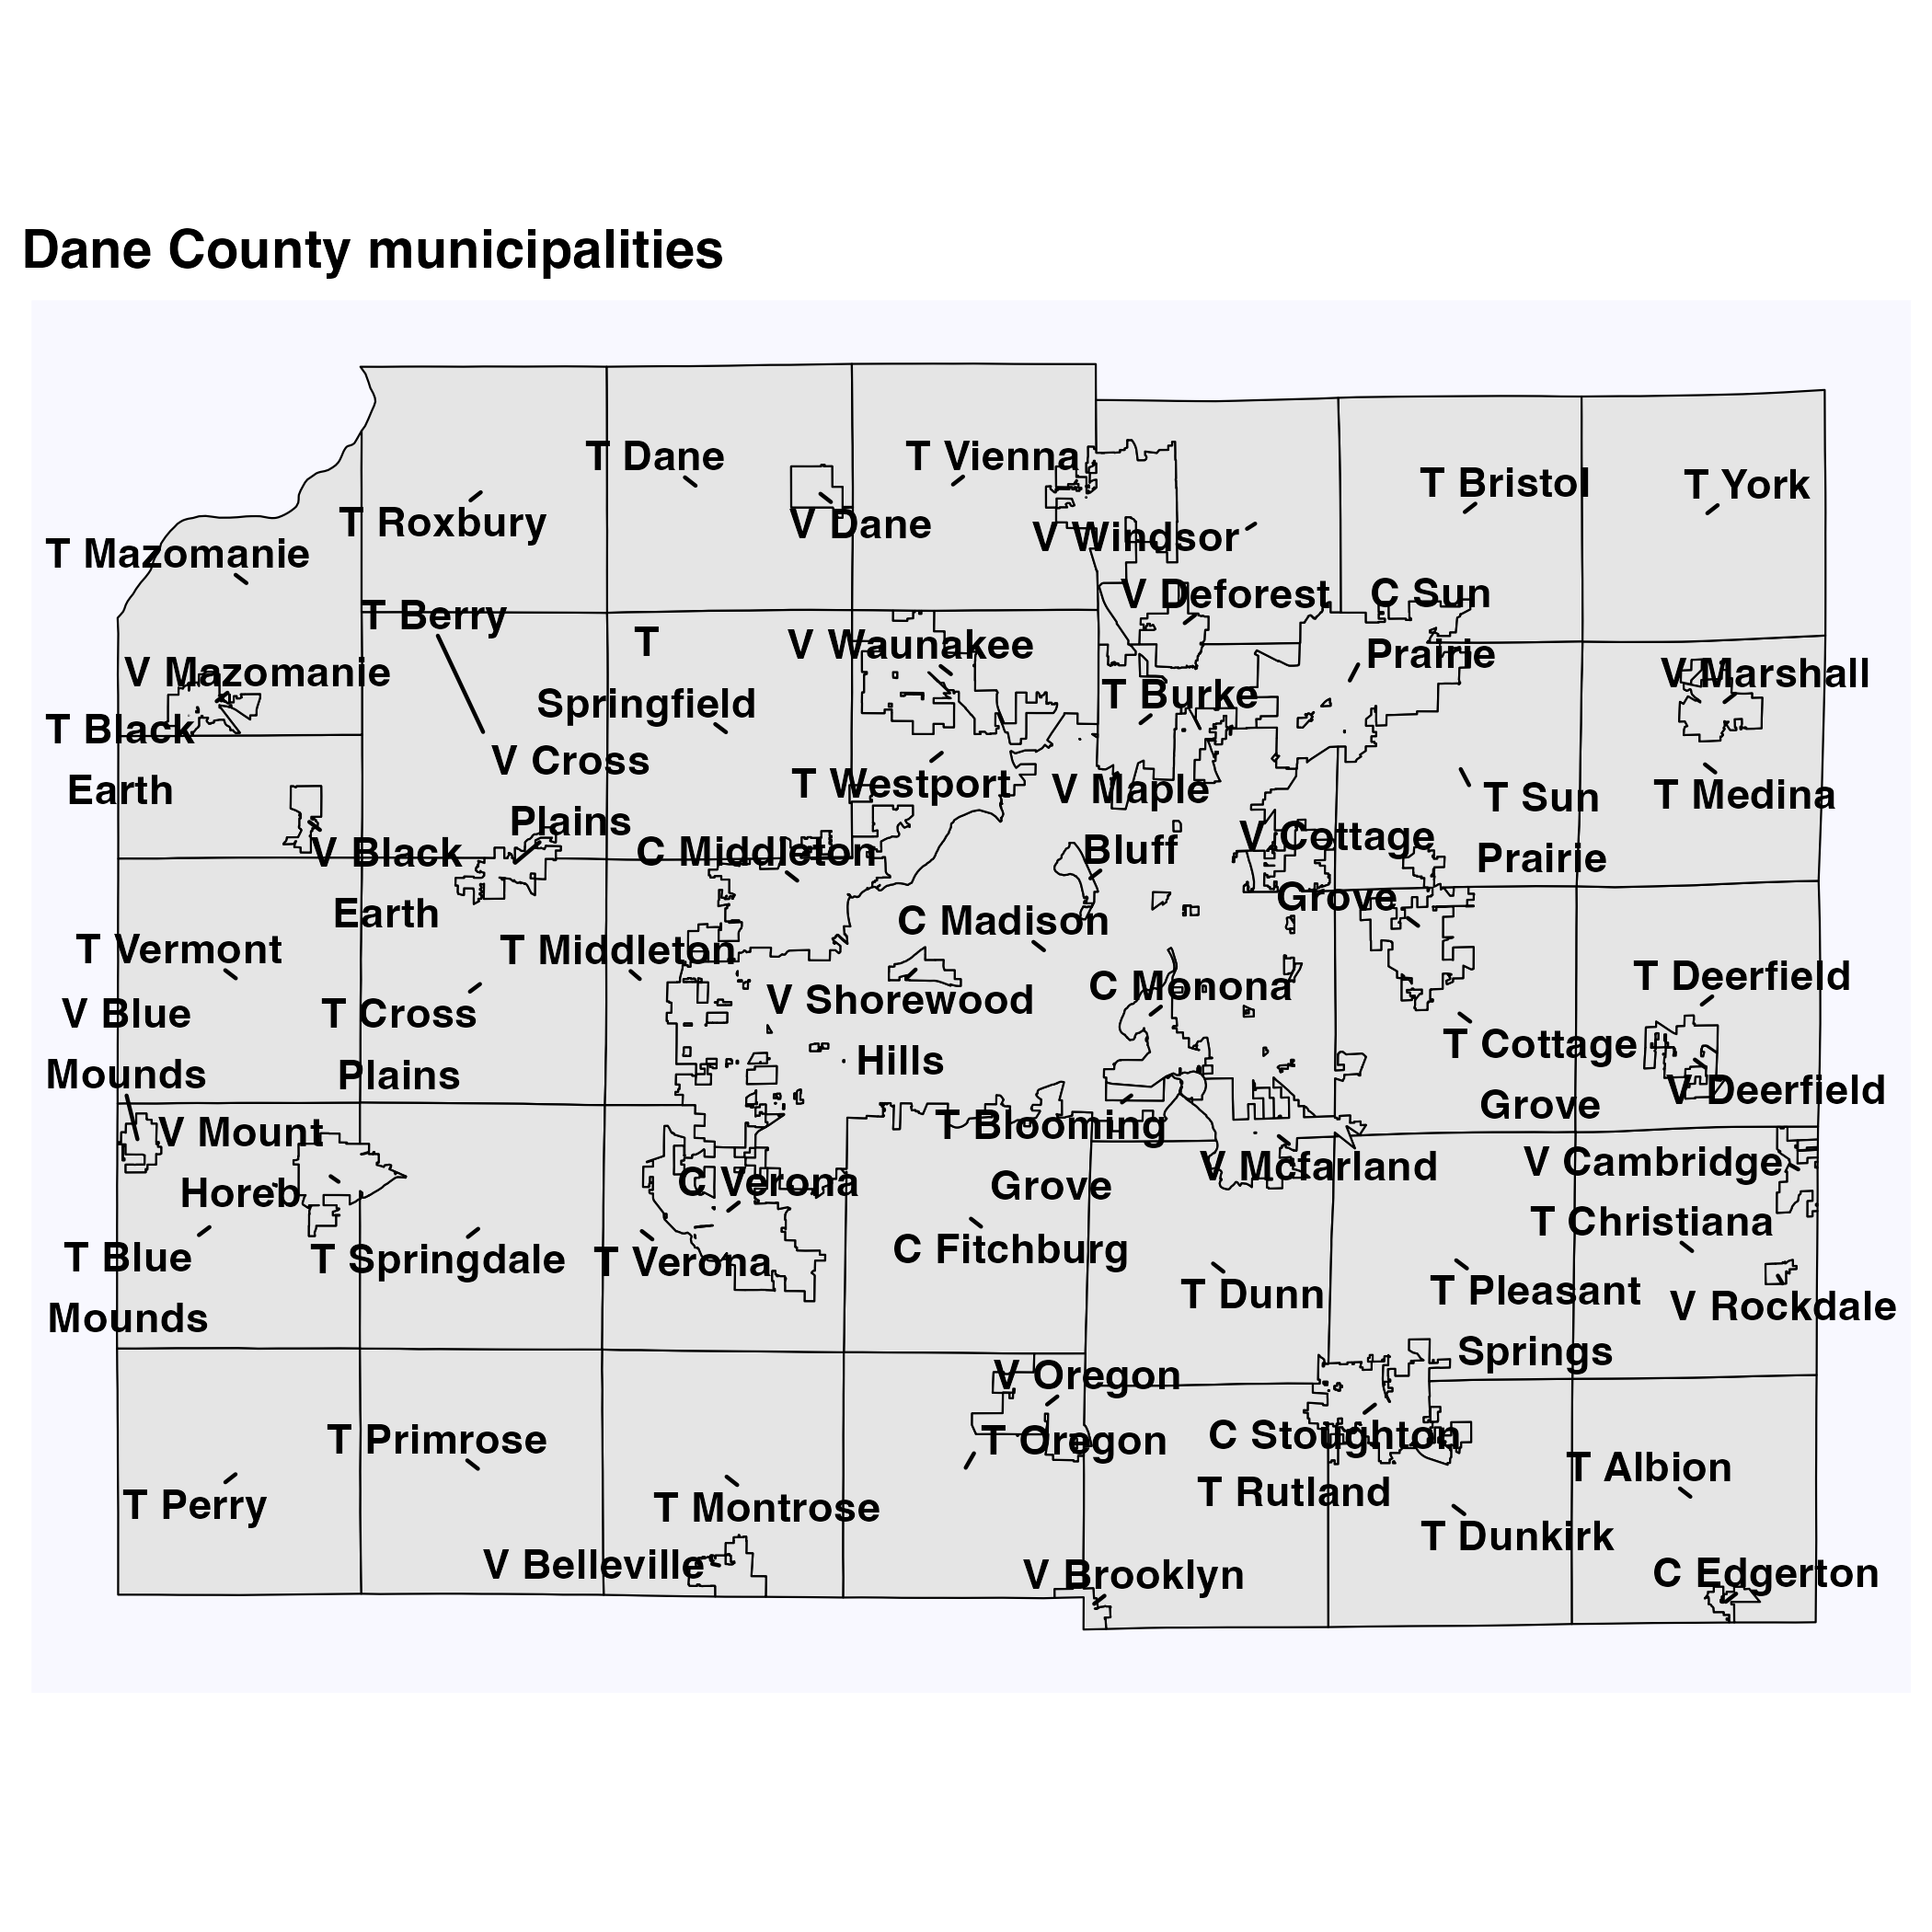 Dane County municipalities
T Dane
T Vienna
T Bristol
T York
T Roxbury
V Dane
V Windsor
T Mazomanie
V Deforest
C Sun
Prairie
T Berry
T
Springfield
V Waunakee
V Mazomanie
T Burke
V Marshall
T Black
Earth
V Cross
Plains
T Westport
V Maple
Bluff
T Sun
Prairie
T Medina
V Black
Earth
C Middleton
V Cottage
Grove
C Madison
T Vermont
T Middleton
T Deerfield
V Blue
Mounds
T Cross
Plains
V Shorewood
Hills
C Monona
T Cottage
Grove
V Deerfield
V Mount
Horeb
T Blooming
Grove
V Mcfarland
V Cambridge
C Verona
T Christiana
T Blue
Mounds
T Springdale
T Verona
C Fitchburg
T Dunn
T Pleasant
Springs
V Rockdale
V Oregon
T Primrose
T Oregon
C Stoughton
T Albion
T Perry
T Montrose
T Rutland
T Dunkirk
V Belleville
V Brooklyn
C Edgerton